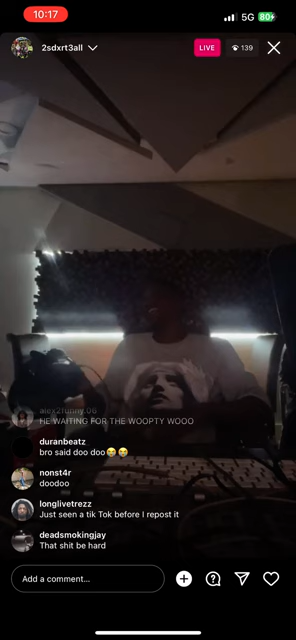 10:17
5G 80
2sdxrt3all
LIVE
139
alex2funny.00
HE WAITING FOR THE WOOPTY WOOO
duranbeatz
bro said doo doo😭😭
nonst4r
doodoo
longlivetrezz
Just seen a tik Tok before I repost it
deadsmokingjay
That shit be hard
Add a comment...